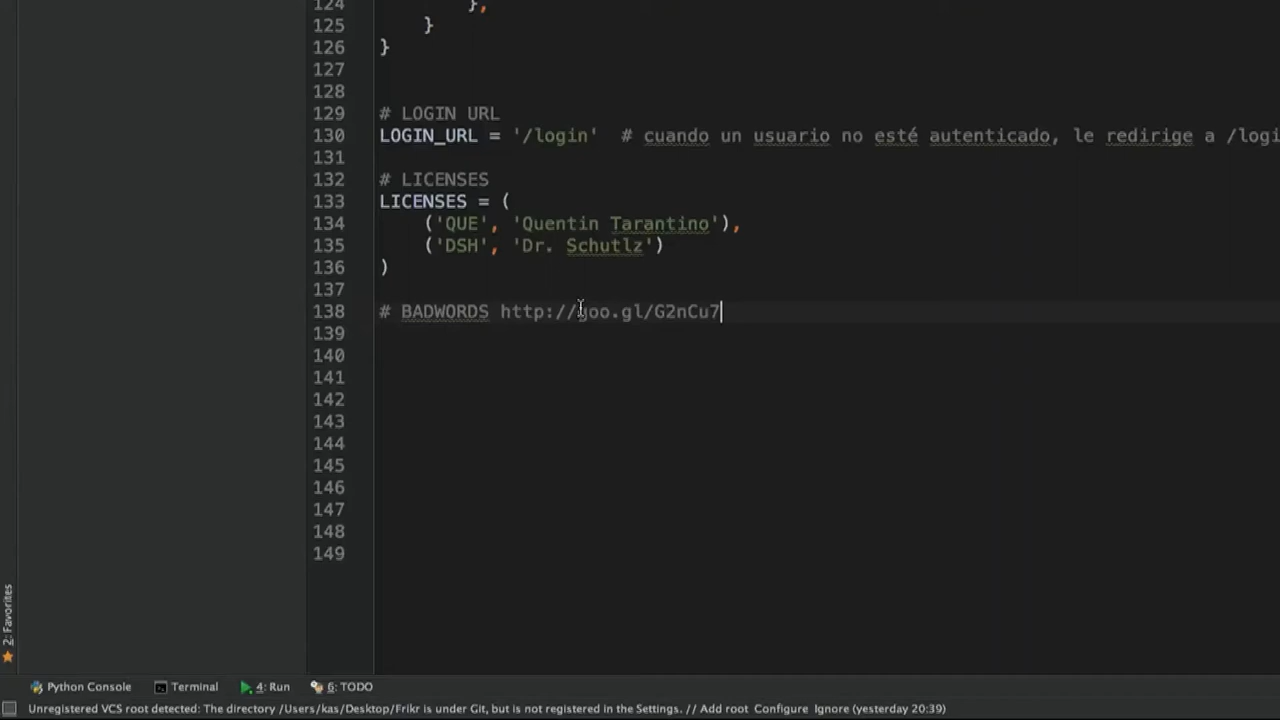 124 },
125 }
126 }
127
128
129 # LOGIN URL
130 LOGIN_URL = '/login' # cuando un usuario no esté autenticado, le redirige a /logi
131
132 # LICENSES
133 LICENSES = (
134 ('QUE', 'Quentin Tarantino'),
135 ('DSH', 'Dr. Schutlz')
136 )
137
138 # BADWORDS http://goo.gl/G2nCu7
139
140
141
142
143
144
145
146
147
148
149
2: Favorites
Python Console Terminal 4: Run 6: TODO
Unregistered VCS root detected: The directory /Users/kas/Desktop/Frikr is under Git, but is not registered in the Settings. // Add root Configure Ignore (yesterday 20:39)